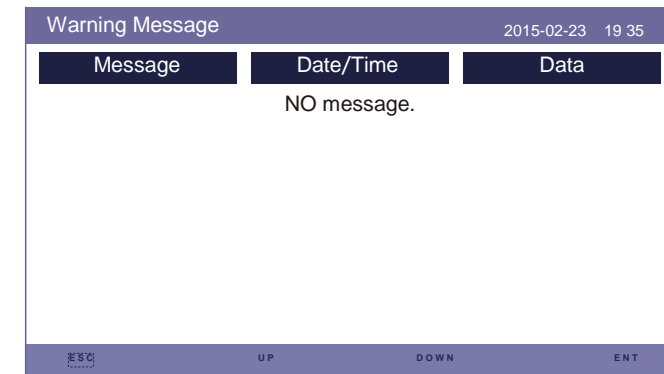 Warning Message 2015-02-23 19 35
Message Date/Time Data
NO message.
ESC UP DOWN ENT